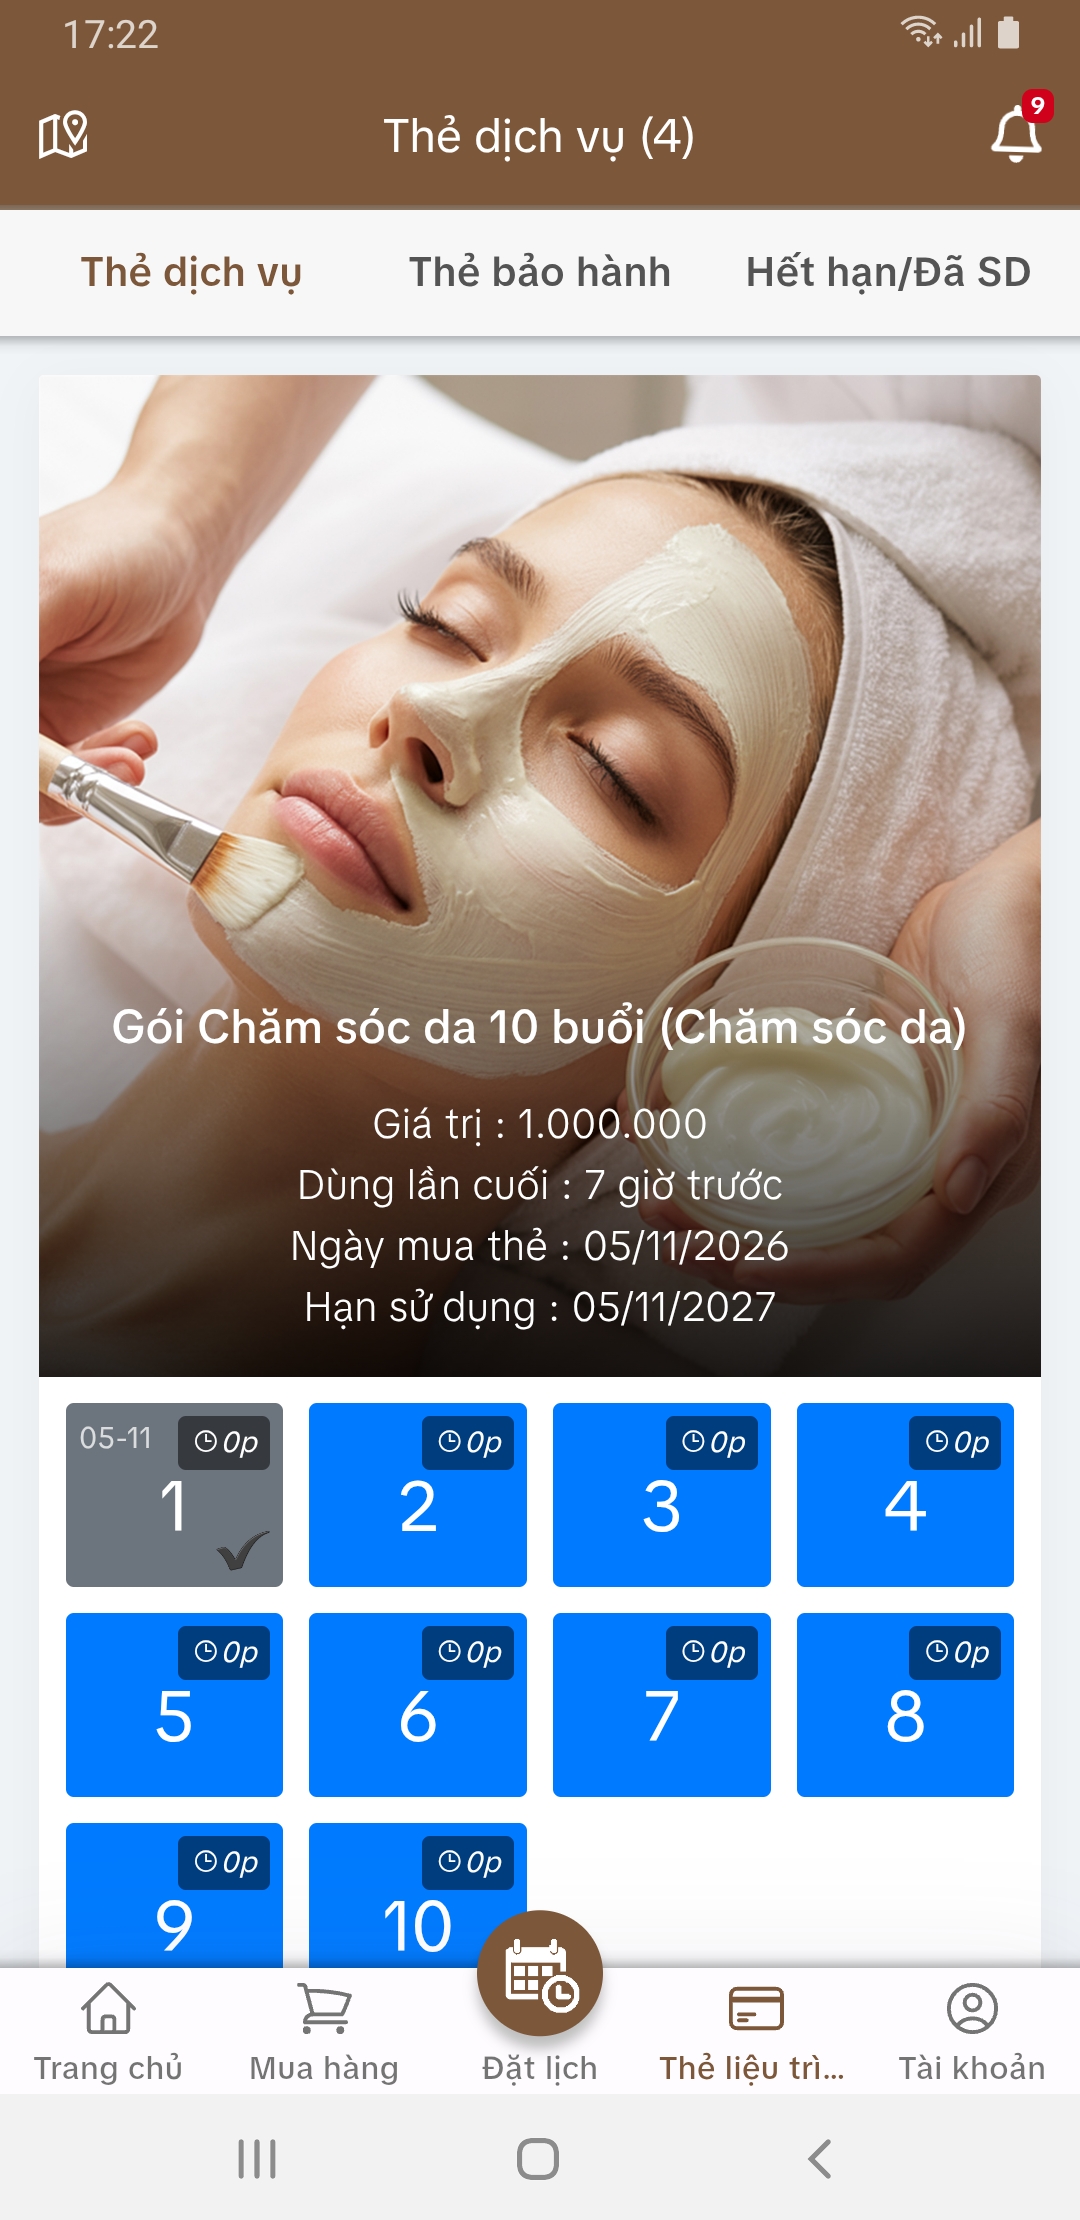 17:22
Thẻ dịch vụ (4)
9
Thẻ dịch vụ Thẻ bảo hành Hết hạn/Đã SD
Gói Chăm sóc da 10 buổi (Chăm sóc da)
Giá trị : 1.000.000
Dùng lần cuối : 7 giờ trước
Ngày mua thẻ : 05/11/2026
Hạn sử dụng : 05/11/2027
05-11 0p 0p 0p 0p
1 2 3 4
0p 0p 0p 0p
5 6 7 8
0p 0p
9 10
Trang chủ Mua hàng Đặt lịch Thẻ liệu trì... Tài khoản